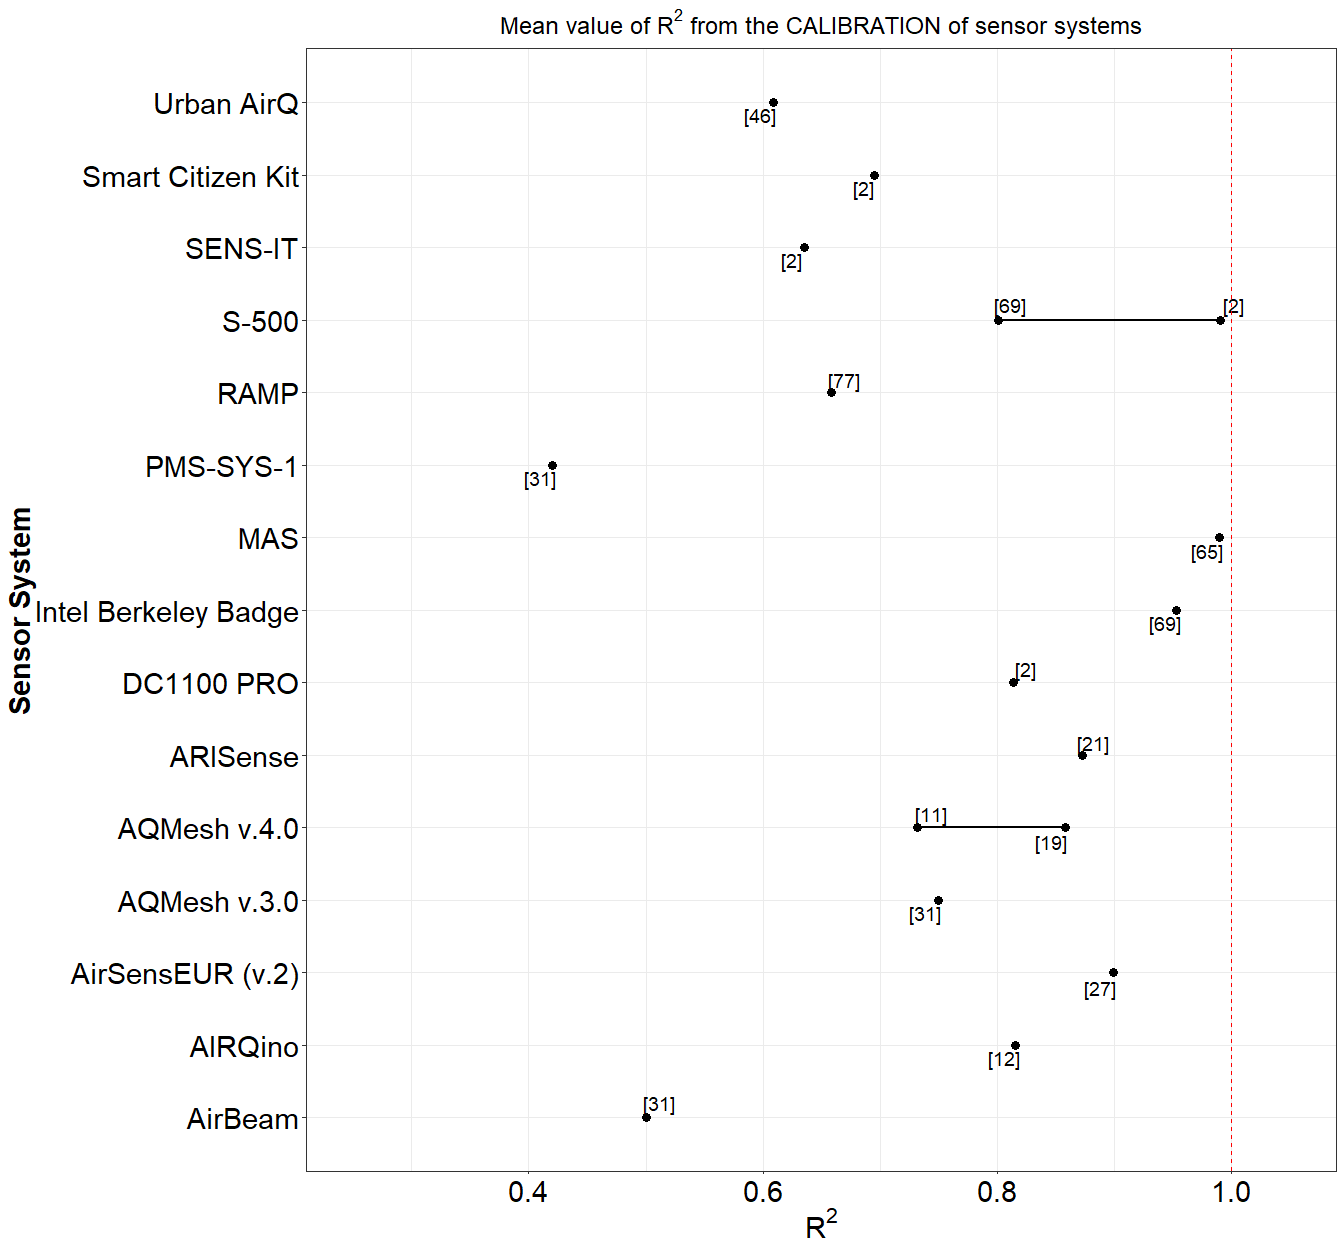 Mean value of R² from the CALIBRATION of sensor systems
Sensor System
Urban AirQ
[46]
Smart Citizen Kit
[2]
SENS-IT
[2]
S-500
[69]
[2]
RAMP
[77]
PMS-SYS-1
[31]
MAS
[65]
Intel Berkeley Badge
[69]
DC1100 PRO
[2]
ARISense
[21]
AQMesh v.4.0
[11]
[19]
AQMesh v.3.0
[31]
AirSensEUR (v.2)
[27]
AIRQino
[12]
AirBeam
[31]
0.4 0.6 0.8 1.0
R²